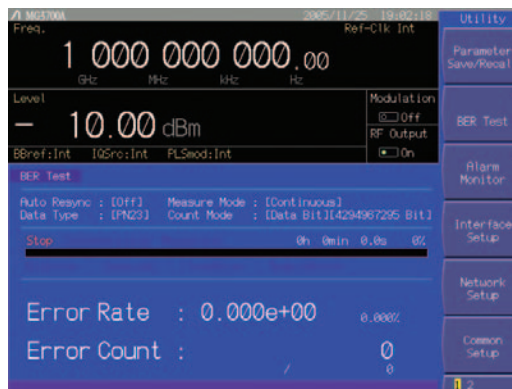 MG3700A 2005/11/25 19:02:18
Freq. Ref-Clk Int
1 000 000 000.00
GHz MHz kHz Hz
Level
- 10.00 dBm
Modulation
Off
RF Output
On
BBref:Int IQSrc:Int PLSmod:Int
BER Test
Auto Resync : [Off] Measure Mode : [Continuous]
Data Type : [PN23] Count Mode : [Data Bit][4294967295 Bit]
Stop 0h 0min 0.0s 0%
Error Rate : 0.000e+00 0.000%
Error Count : 0
/ 0
Utility
Parameter
Save/Recall
BER Test
Alarm
Monitor
Interface
Setup
Network
Setup
Common
Setup
1 2